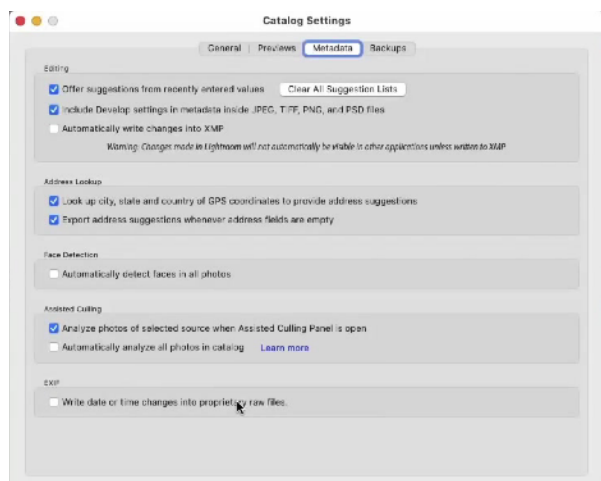 Catalog Settings
General Previews Metadata Backups
Editing
Offer suggestions from recently entered values Clear All Suggestion Lists
Include Develop settings in metadata inside JPEG, TIFF, PNG, and PSD files
Automatically write changes into XMP
Warning: Changes made in Lightroom will not automatically be visible in other applications unless written to XMP
Address Lookup
Look up city, state and country of GPS coordinates to provide address suggestions
Export address suggestions whenever address fields are empty
Face Detection
Automatically detect faces in all photos
Assisted Culling
Analyze photos of selected source when Assisted Culling Panel is open
Automatically analyze all photos in catalog Learn more
EXIF
Write date or time changes into proprietary raw files.